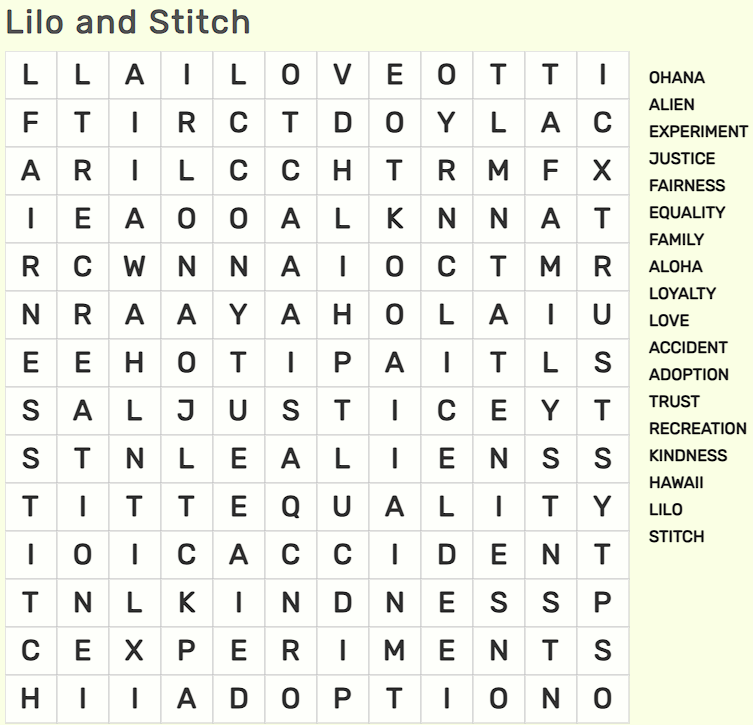 Lilo and Stitch
L L A I L O V E O T T I
F T I R C T D O Y L A C
A R I L C C H T R M F X
I E A O O A L K N N A T
R C W N N A I O C T M R
N R A A Y A H O L A I U
E E H O T I P A I T L S
S A L J U S T I C E Y T
S T N L E A L I E N S S
T I T T E Q U A L I T Y
I O I C A C C I D E N T
T N L K I N D N E S S P
C E X P E R I M E N T S
H I I A D O P T I O N O
OHANA
ALIEN
EXPERIMENT
JUSTICE
FAIRNESS
EQUALITY
FAMILY
ALOHA
LOYALTY
LOVE
ACCIDENT
ADOPTION
TRUST
RECREATION
KINDNESS
HAWAII
LILO
STITCH